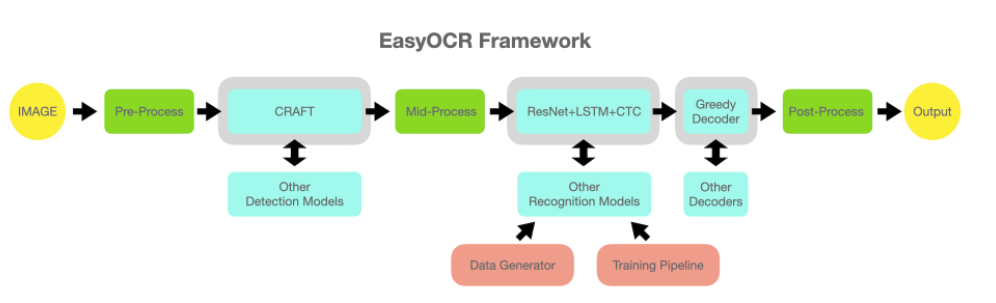 EasyOCR Framework
IMAGE
Pre-Process
CRAFT
Mid-Process
ResNet+LSTM+CTC
Greedy
Decoder
Post-Process
Output
Other
Detection Models
Other
Recognition Models
Other
Decoders
Data Generator
Training Pipeline